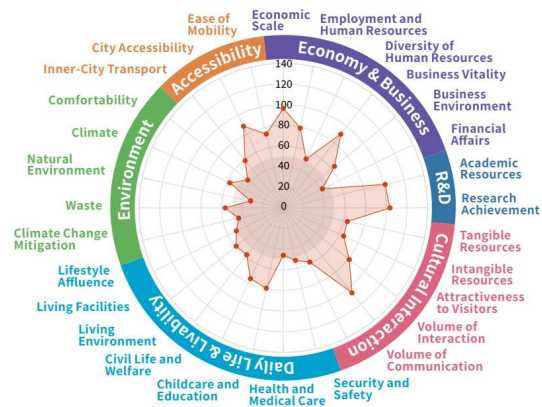 Economic
Scale
Employment and
Human Resources
Diversity of
Human Resources
Business Vitality
Business
Environment
Financial
Affairs
Academic
Resources
Research
Achievement
Tangible
Resources
Intangible
Resources
Attractiveness
to Visitors
Volume of
Interaction
Volume of
Communication
Security and
Safety
Health and
Medical Care
Childcare and
Education
Civil Life and
Welfare
Living
Environment
Living Facilities
Lifestyle
Affluence
Climate Change
Mitigation
Waste
Natural
Environment
Climate
Comfortability
Inner-City Transport
City Accessibility
Ease of
Mobility
Economy & Business
R&D
Cultural Interaction
Daily Life & Livability
Environment
Accessibility
140
120
100
80
60
40
20
0